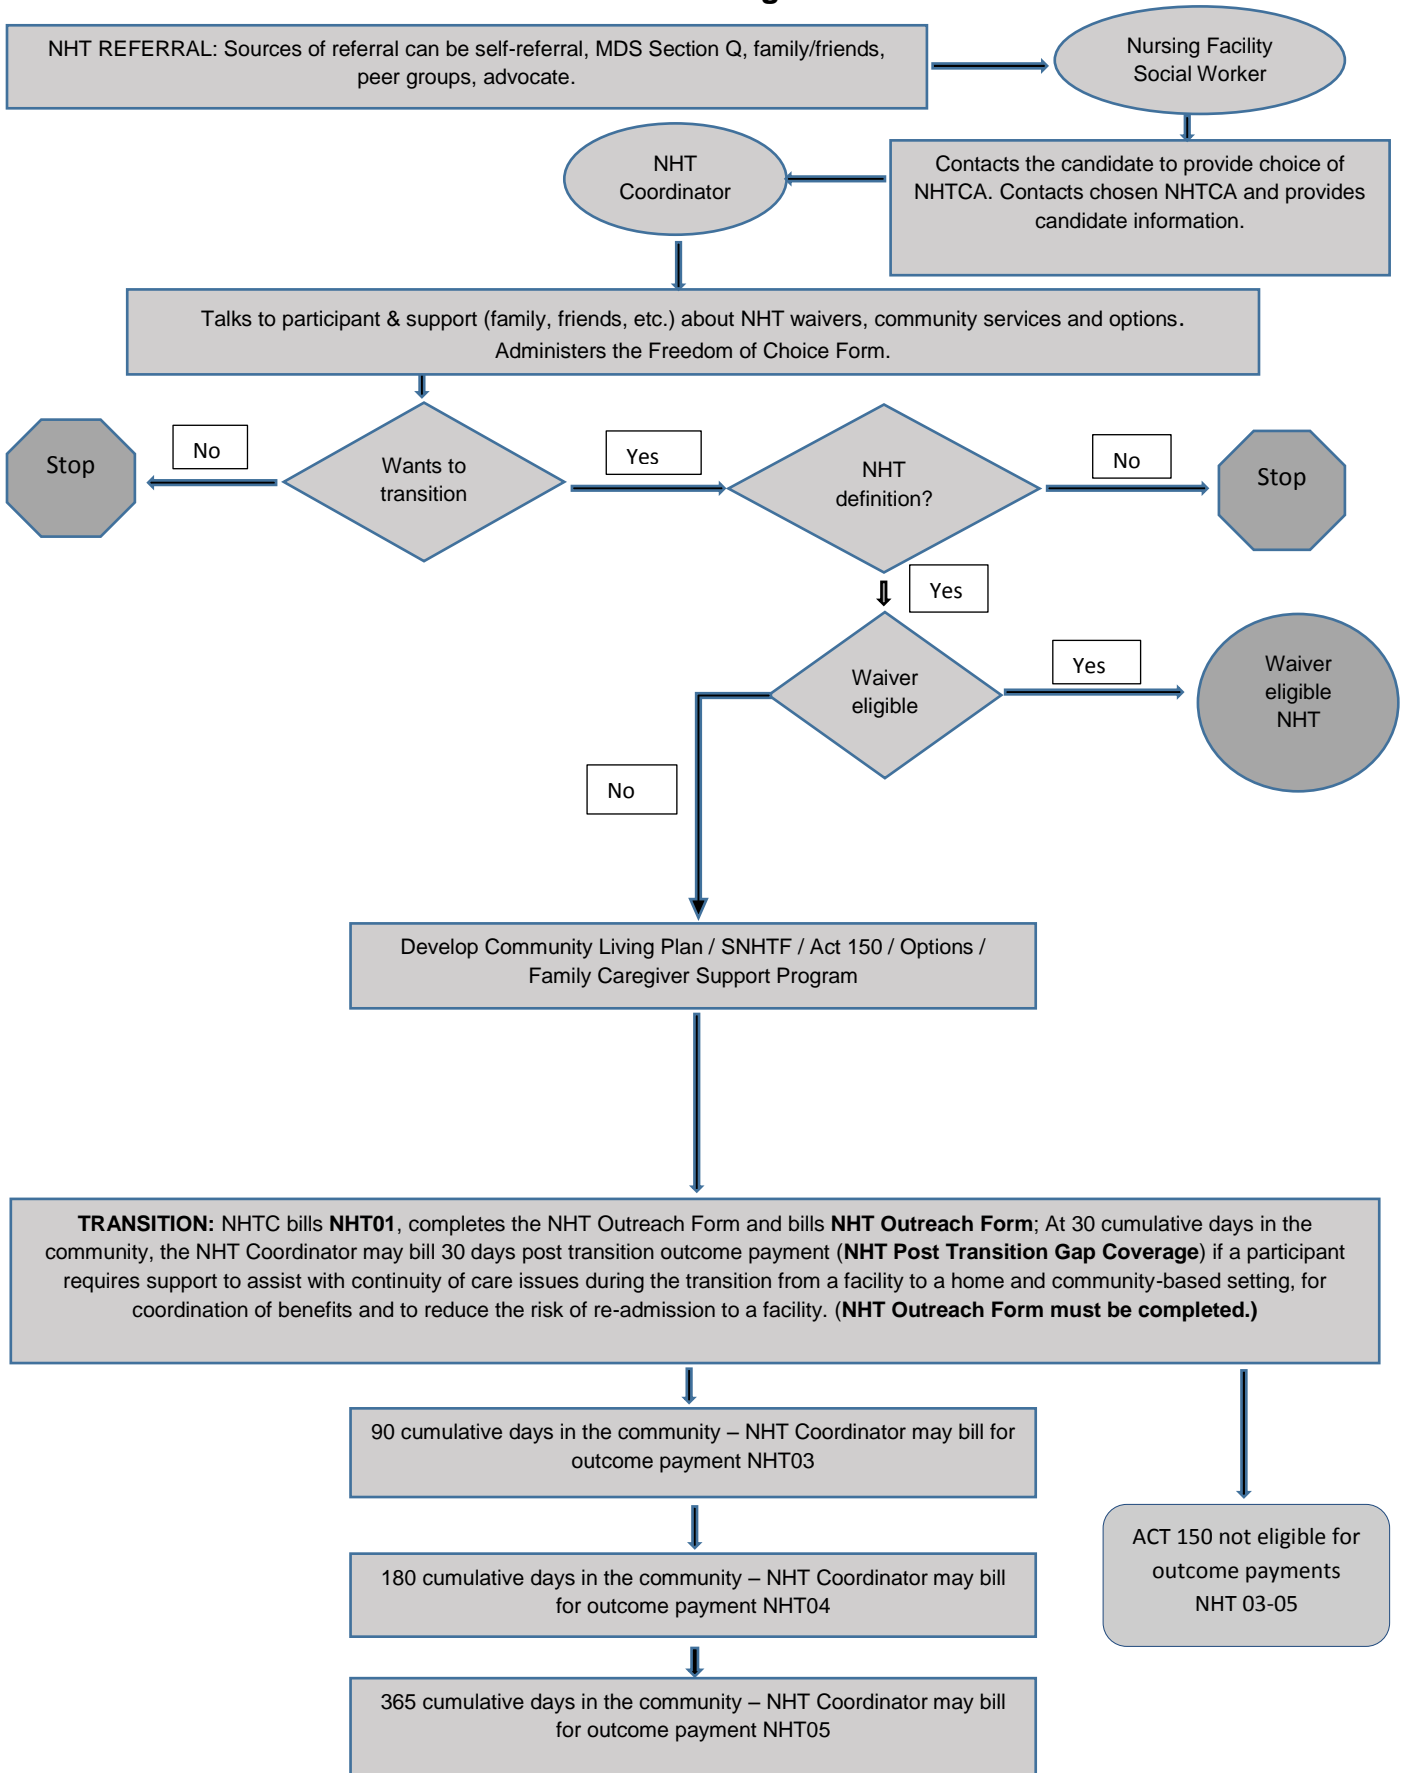 NHT REFERRAL: Sources of referral can be self-referral, MDS Section Q, family/friends,
peer groups, advocate.
Nursing Facility
Social Worker
Contacts the candidate to provide choice of
NHTCA. Contacts chosen NHTCA and provides
candidate information.
NHT
Coordinator
Talks to participant & support (family, friends, etc.) about NHT waivers, community services and options.
Administers the Freedom of Choice Form.
Stop
No
Wants to
transition
Yes
NHT
definition?
No
Stop
Yes
Waiver
eligible
Yes
Waiver
eligible
NHT
No
Develop Community Living Plan / SNHTF / Act 150 / Options /
Family Caregiver Support Program
TRANSITION: NHTC bills NHT01, completes the NHT Outreach Form and bills NHT Outreach Form; At 30 cumulative days in the
community, the NHT Coordinator may bill 30 days post transition outcome payment (NHT Post Transition Gap Coverage) if a participant
requires support to assist with continuity of care issues during the transition from a facility to a home and community-based setting, for
coordination of benefits and to reduce the risk of re-admission to a facility. (NHT Outreach Form must be completed.)
90 cumulative days in the community – NHT Coordinator may bill for
outcome payment NHT03
ACT 150 not eligible for
outcome payments
NHT 03-05
180 cumulative days in the community – NHT Coordinator may bill
for outcome payment NHT04
365 cumulative days in the community – NHT Coordinator may bill
for outcome payment NHT05